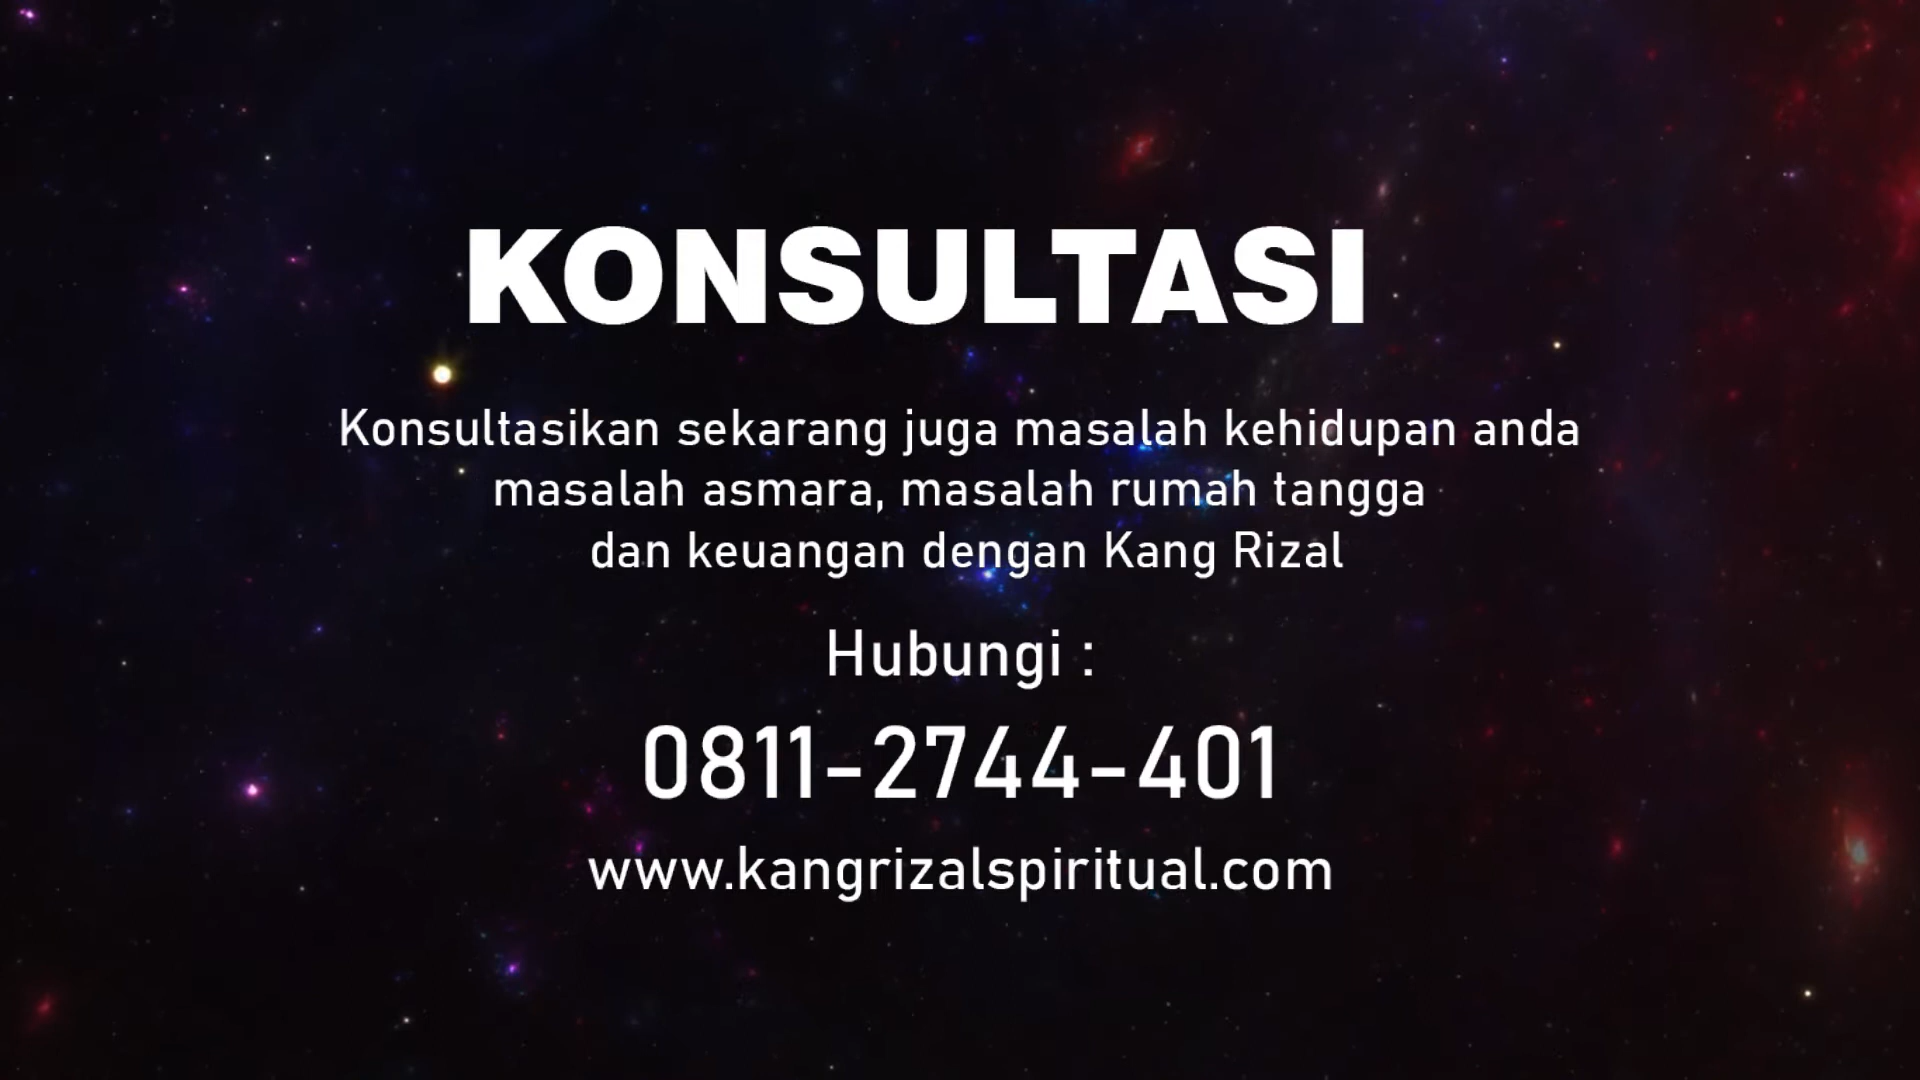 KONSULTASI
Konsultasikan sekarang juga masalah kehidupan anda
masalah asmara, masalah rumah tangga
dan keuangan dengan Kang Rizal
Hubungi :
0811-2744-401
www.kangrizalspiritual.com